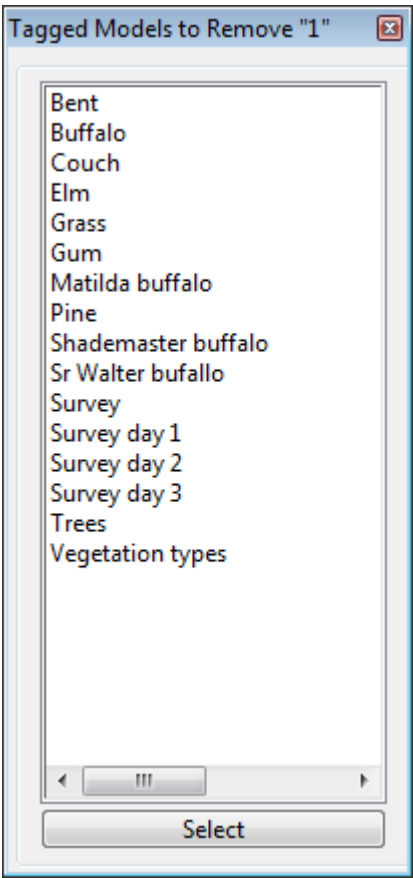 Tagged Models to Remove "1"
Bent
Buffalo
Couch
Elm
Grass
Gum
Matilda buffalo
Pine
Shademaster buffalo
Sr Walter bufallo
Survey
Survey day 1
Survey day 2
Survey day 3
Trees
Vegetation types
Select